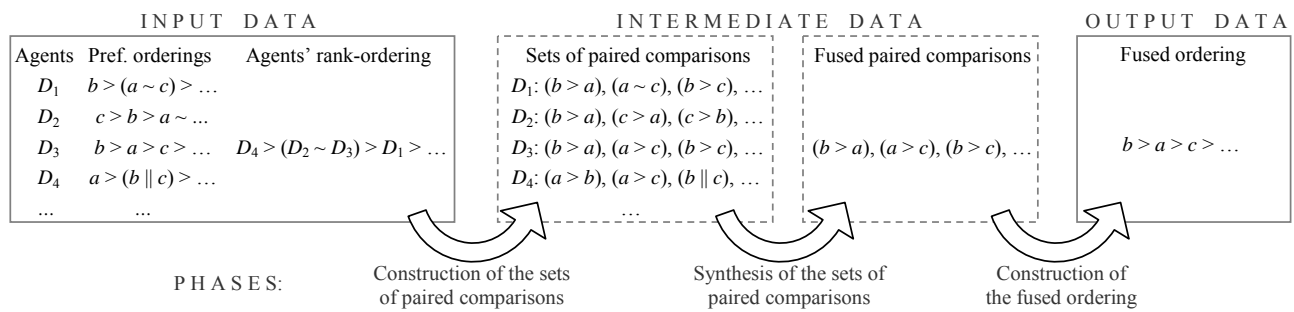 INPUT DATA INTERMEDIATE DATA OUTPUT DATA
Agents Pref. orderings Agents' rank-ordering Sets of paired comparisons Fused paired comparisons Fused ordering
D1 b > (a ~ c) > … D1: (b > a), (a ~ c), (b > c), …
D2 c > b > a ~ ... D2: (b > a), (c > a), (c > b), …
D3 b > a > c > … D4 > (D2 ~ D3) > D1 > … D3: (b > a), (a > c), (b > c), … (b > a), (a > c), (b > c), … b > a > c > …
D4 a > (b || c) > … D4: (a > b), (a > c), (b || c), …
... ... …
PHASES: Construction of the sets Synthesis of the sets of Construction of
of paired comparisons paired comparisons the fused ordering